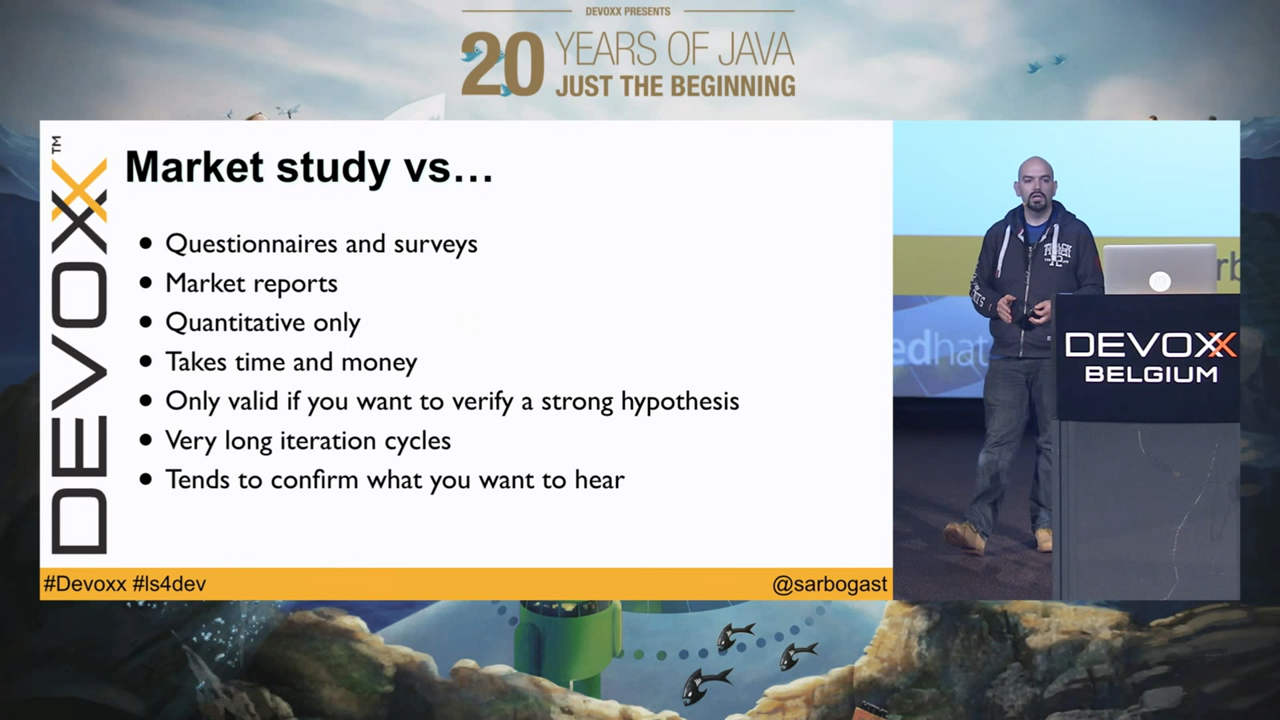 DEVOXX PRESENTS
20 YEARS OF JAVA
JUST THE BEGINNING
DEVOXX™
Market study vs…
● Questionnaires and surveys
● Market reports
● Quantitative only
● Takes time and money
● Only valid if you want to verify a strong hypothesis
● Very long iteration cycles
● Tends to confirm what you want to hear
#Devoxx #ls4dev
@sarbogast
edhat
DEVOXX
BELGIUM